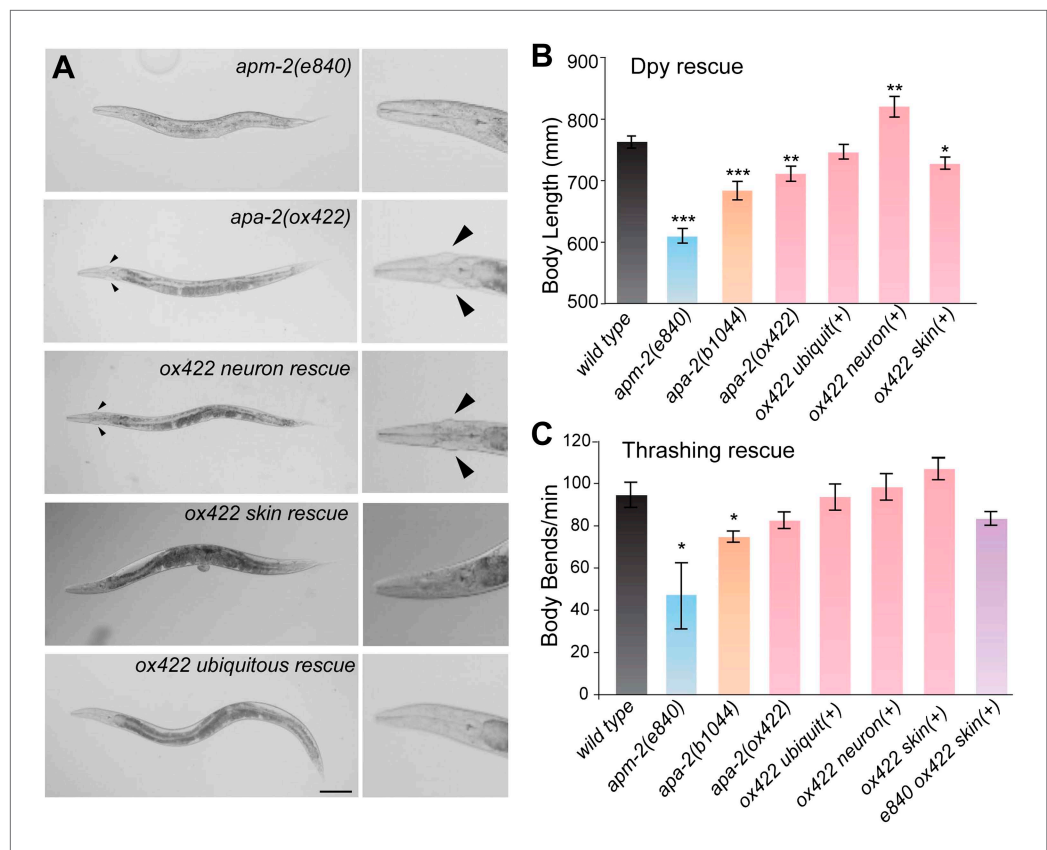 A
apm-2(e840)
apa-2(ox422)
ox422 neuron rescue
ox422 skin rescue
ox422 ubiquitous rescue
B
Dpy rescue
Body Length (mm)
900
800
700
600
500
***
***
**
**
*
wild type
apm-2(e840)
apa-2(b1044)
apa-2(ox422)
ox422 ubiquit(+)
ox422 neuron(+)
ox422 skin(+)
C
Thrashing rescue
Body Bends/min
120
100
80
60
40
20
0
*
*
wild type
apm-2(e840)
apa-2(b1044)
apa-2(ox422)
ox422 ubiquit(+)
ox422 neuron(+)
ox422 skin(+)
e840 ox422 skin(+)